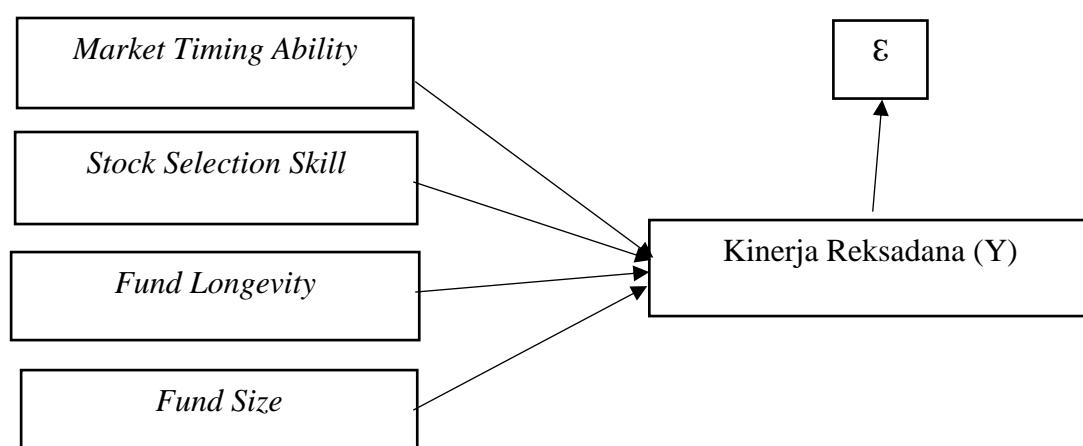 Market Timing Ability
ε
Stock Selection Skill
Kinerja Reksadana (Y)
Fund Longevity
Fund Size